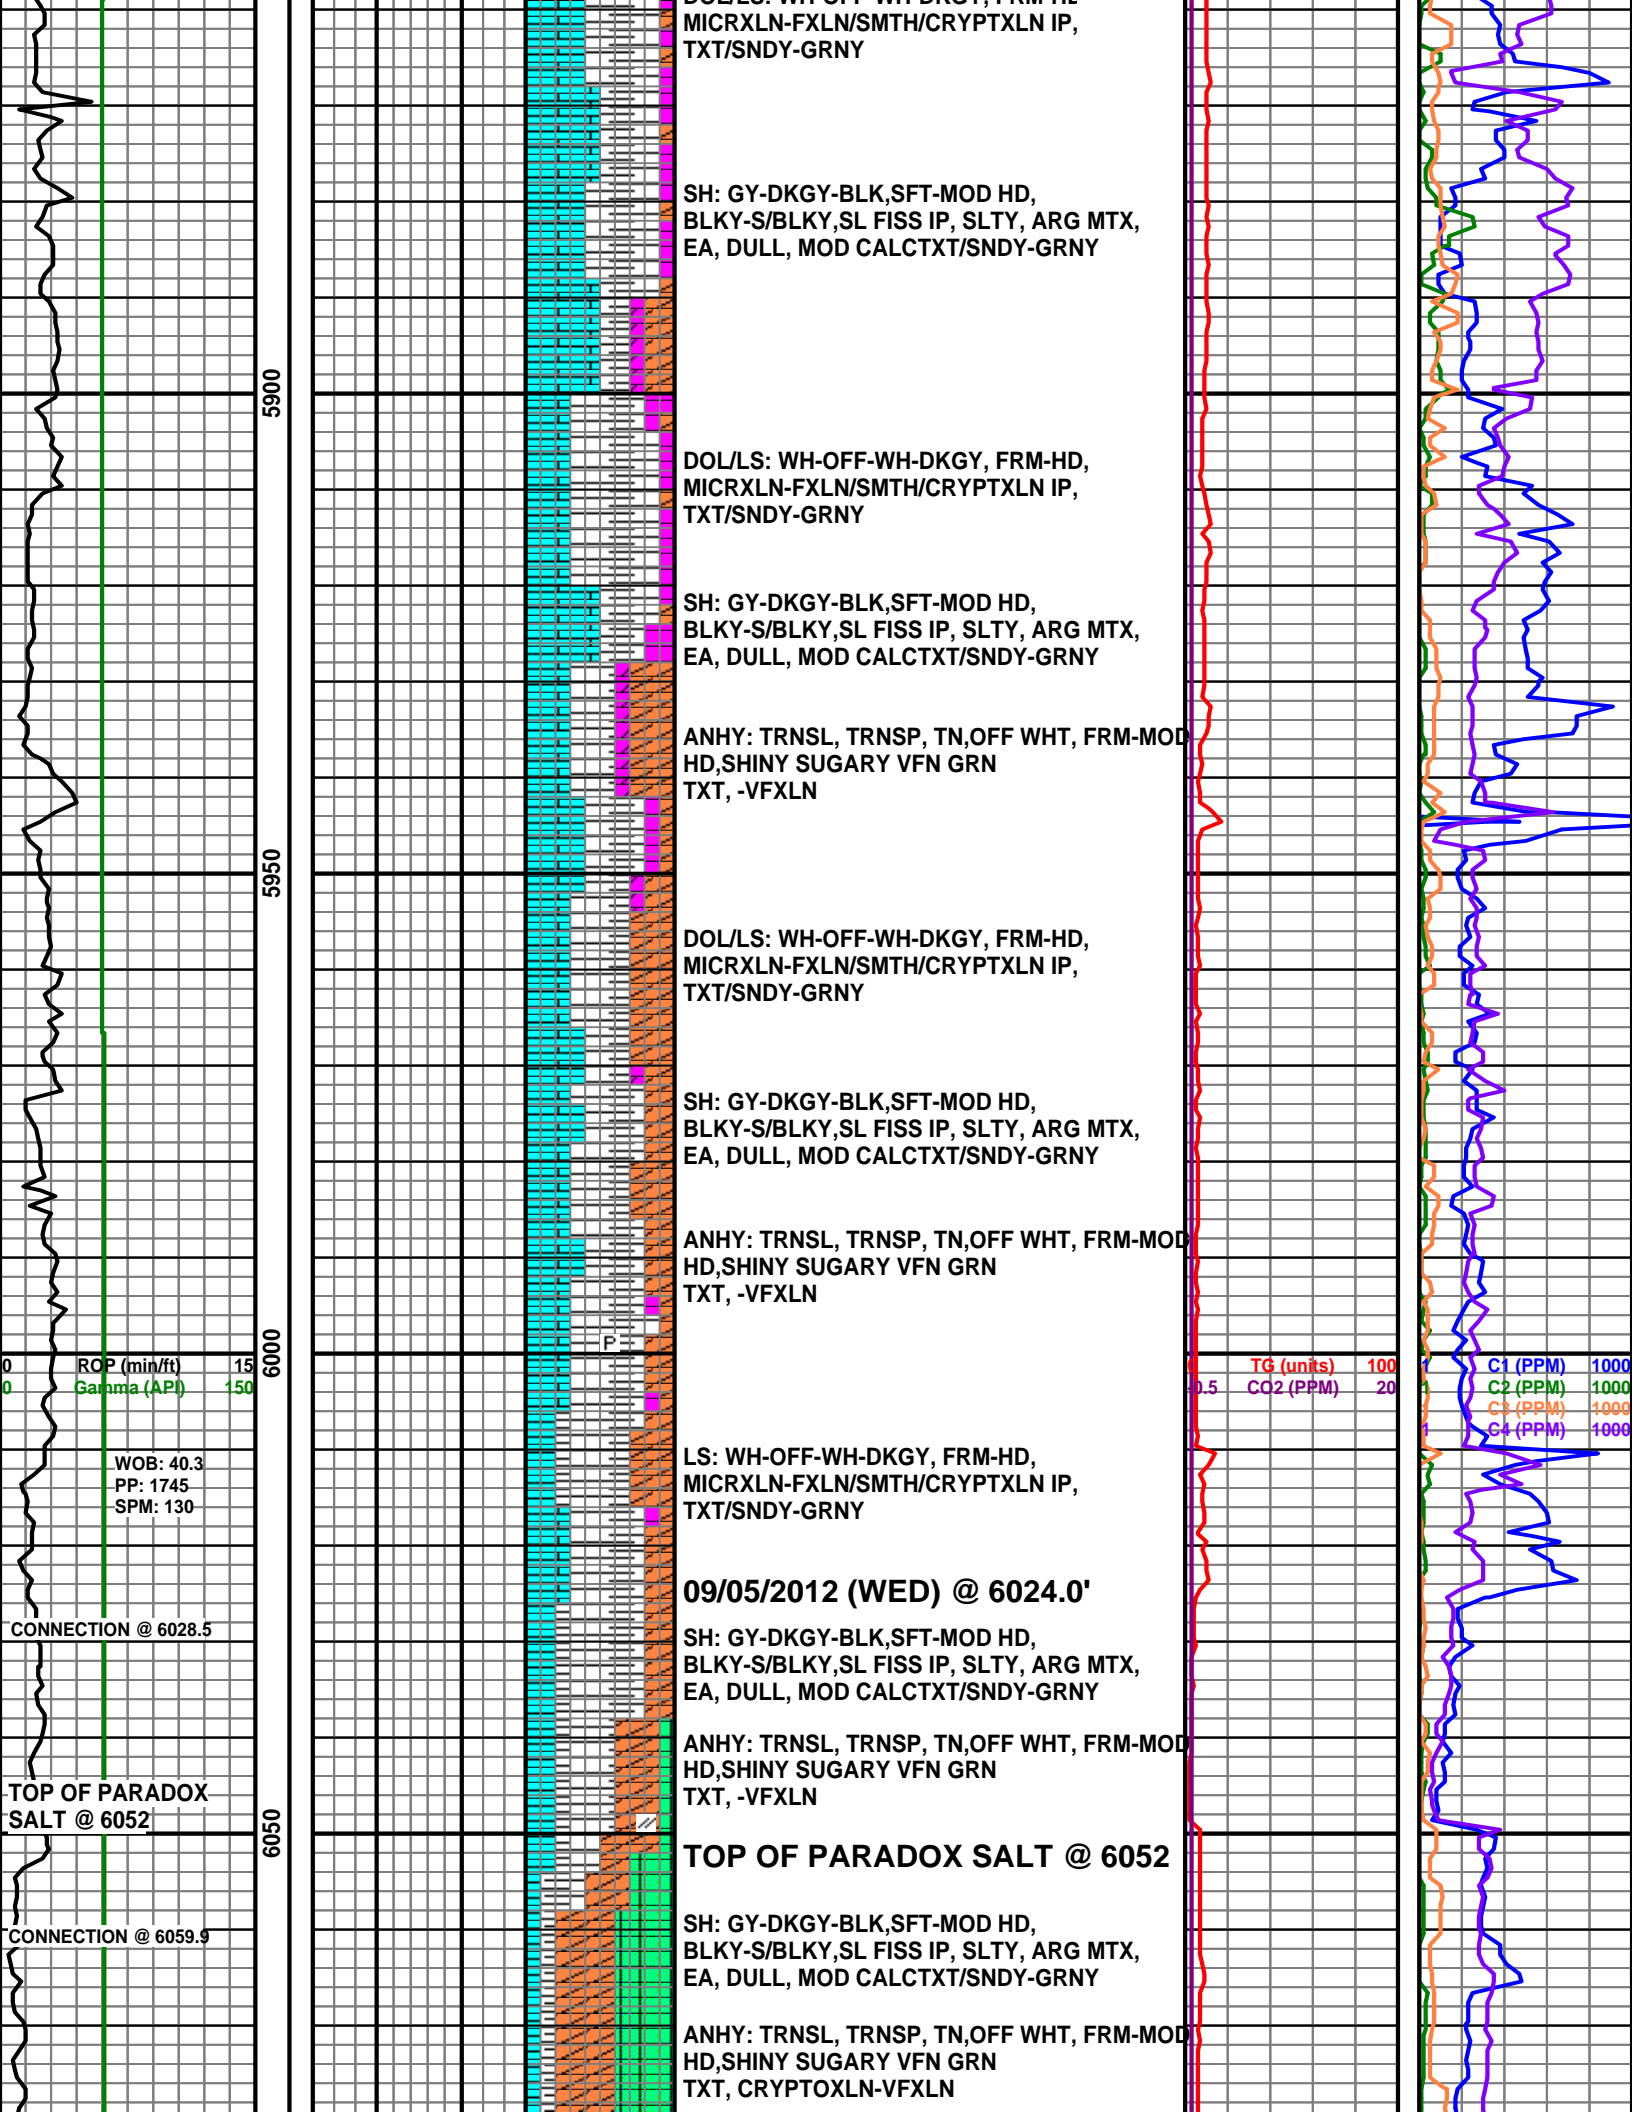 MICRXLN-FXLN/SMTH/CRYPTXLN IP,
TXT/SNDY-GRNY
SH: GY-DKGY-BLK,SFT-MOD HD,
BLKY-S/BLKY,SL FISS IP, SLTY, ARG MTX,
EA, DULL, MOD CALCTXT/SNDY-GRNY
5900
DOL/LS: WH-OFF-WH-DKGY, FRM-HD,
MICRXLN-FXLN/SMTH/CRYPTXLN IP,
TXT/SNDY-GRNY
SH: GY-DKGY-BLK,SFT-MOD HD,
BLKY-S/BLKY,SL FISS IP, SLTY, ARG MTX,
EA, DULL, MOD CALCTXT/SNDY-GRNY
ANHY: TRNSL, TRNSP, TN,OFF WHT, FRM-MOD
HD,SHINY SUGARY VFN GRN
TXT, -VFXLN
5950
DOL/LS: WH-OFF-WH-DKGY, FRM-HD,
MICRXLN-FXLN/SMTH/CRYPTXLN IP,
TXT/SNDY-GRNY
SH: GY-DKGY-BLK,SFT-MOD HD,
BLKY-S/BLKY,SL FISS IP, SLTY, ARG MTX,
EA, DULL, MOD CALCTXT/SNDY-GRNY
ANHY: TRNSL, TRNSP, TN,OFF WHT, FRM-MOD
HD,SHINY SUGARY VFN GRN
TXT, -VFXLN
P
6000
0 ROP (min/ft) 15
0 Gamma (API) 150
TG (units) 100
0.5 CO2 (PPM) 20
1 C1 (PPM) 1000
1 C2 (PPM) 1000
C3 (PPM) 1000
1 C4 (PPM) 1000
WOB: 40.3
PP: 1745
SPM: 130
LS: WH-OFF-WH-DKGY, FRM-HD,
MICRXLN-FXLN/SMTH/CRYPTXLN IP,
TXT/SNDY-GRNY
09/05/2012 (WED) @ 6024.0'
CONNECTION @ 6028.5
SH: GY-DKGY-BLK,SFT-MOD HD,
BLKY-S/BLKY,SL FISS IP, SLTY, ARG MTX,
EA, DULL, MOD CALCTXT/SNDY-GRNY
ANHY: TRNSL, TRNSP, TN,OFF WHT, FRM-MOD
HD,SHINY SUGARY VFN GRN
TXT, -VFXLN
TOP OF PARADOX
SALT @ 6052
6050
TOP OF PARADOX SALT @ 6052
CONNECTION @ 6059.9
SH: GY-DKGY-BLK,SFT-MOD HD,
BLKY-S/BLKY,SL FISS IP, SLTY, ARG MTX,
EA, DULL, MOD CALCTXT/SNDY-GRNY
ANHY: TRNSL, TRNSP, TN,OFF WHT, FRM-MOD
HD,SHINY SUGARY VFN GRN
TXT, CRYPTOXLN-VFXLN